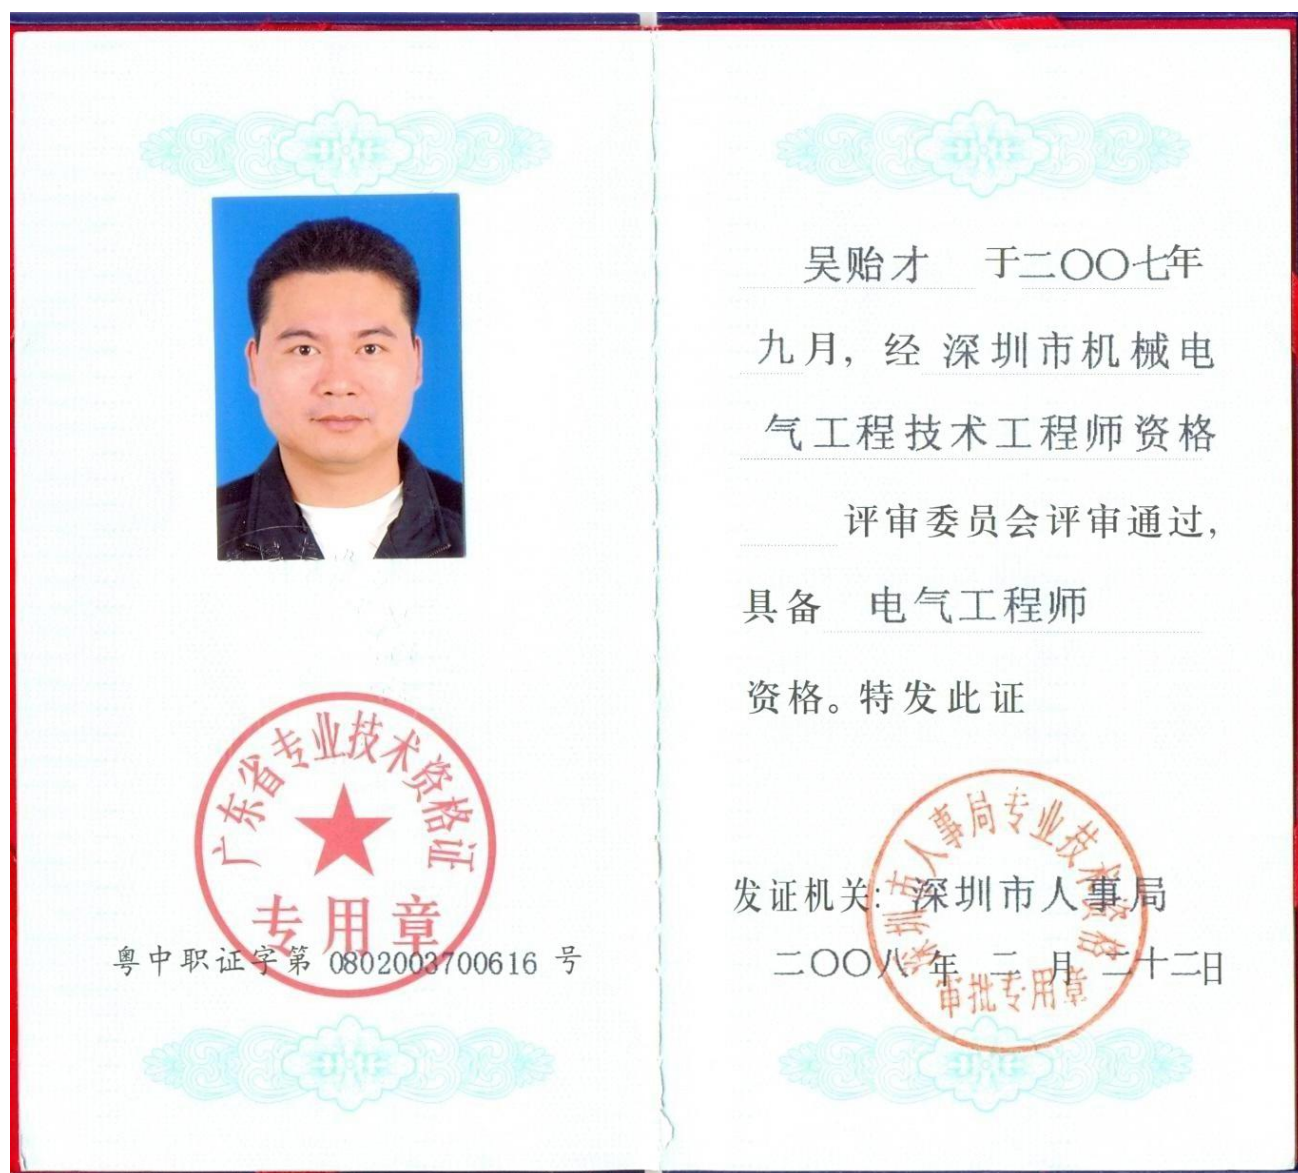 广东省专业技术资格证
专用章
粤中职证字第 0802003700616 号
吴贻才 于二〇〇七年
九月，经 深圳市机械电
气工程技术工程师资格
评审委员会评审通过，
具备 电气工程师
资格。特发此证
深圳市人事局专业技术资格
发证机关: 深圳市人事局
二〇〇八 年 二 月 二十二日
审批专用章